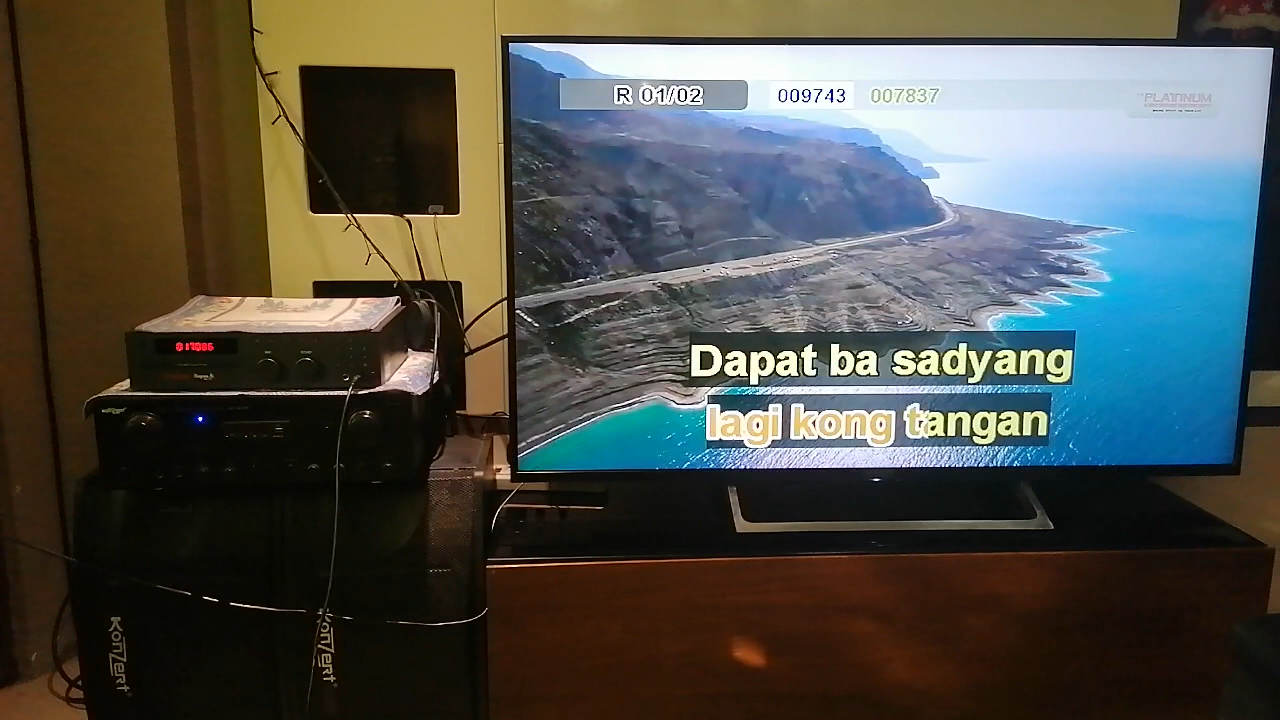 R 01/02 009743 007837
PLATINUM
Dapat ba sadyang
lagi kong tangan
KONZERT
KONZERT